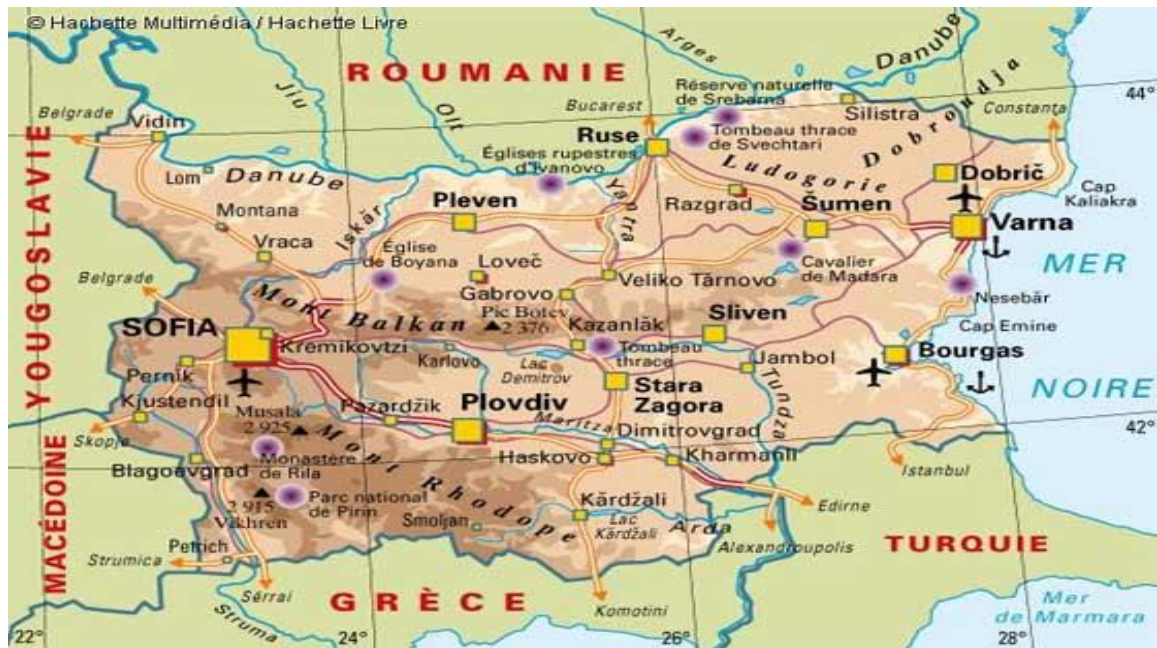 © Hachette Multimédia / Hachette Livre
ROUMANIE
Arges
Danube
Jiu
Olt
Bucarest
Réserve naturelle
de Srebarna
Silistra
Dobroudja
Constanța
44°
Belgrade
Vidin
Ruse
Tombeau thrace
de Svechtari
Églises rupestres
d'Ivanovo
Ludogorie
Dobrič
Lom
Danube
Iskăr
Pleven
Yantra
Razgrad
Šumen
Cap
Kaliakra
Montana
Varna
Vraca
Église
de Boyana
Loveč
Veliko Tărnovo
Cavalier
de Madara
MER
NOIRE
YOUGOSLAVIE
Belgrade
Mont Balkan
Gabrovo
Pic Botev
2 376
Nesebăr
SOFIA
Kremikovtzi
Kazanlăk
Sliven
Cap Emine
Karlovo
Tombeau
thrace
Jambol
Bourgas
Pernik
Lac
Demitrov
Stara
Zagora
Tundza
Kjustendil
Musala
2 925
Pazardžik
Plovdiv
Maritza
Dimitrovgrad
42°
Skopje
Monastère
de Rila
Mont Rhodope
Haskovo
Kharmanli
Istanbul
Blagoevgrad
MACÉDOINE
2 915
Vikhren
Parc national
de Pirin
Smoljan
Kărdžali
Lac
Kărdžali
Arda
Edirne
Alexandroupolis
TURQUIE
Petrich
Strumica
Sérrai
GRÈCE
Komotini
Struma
Mer
de Marmara
22°
24°
26°
28°